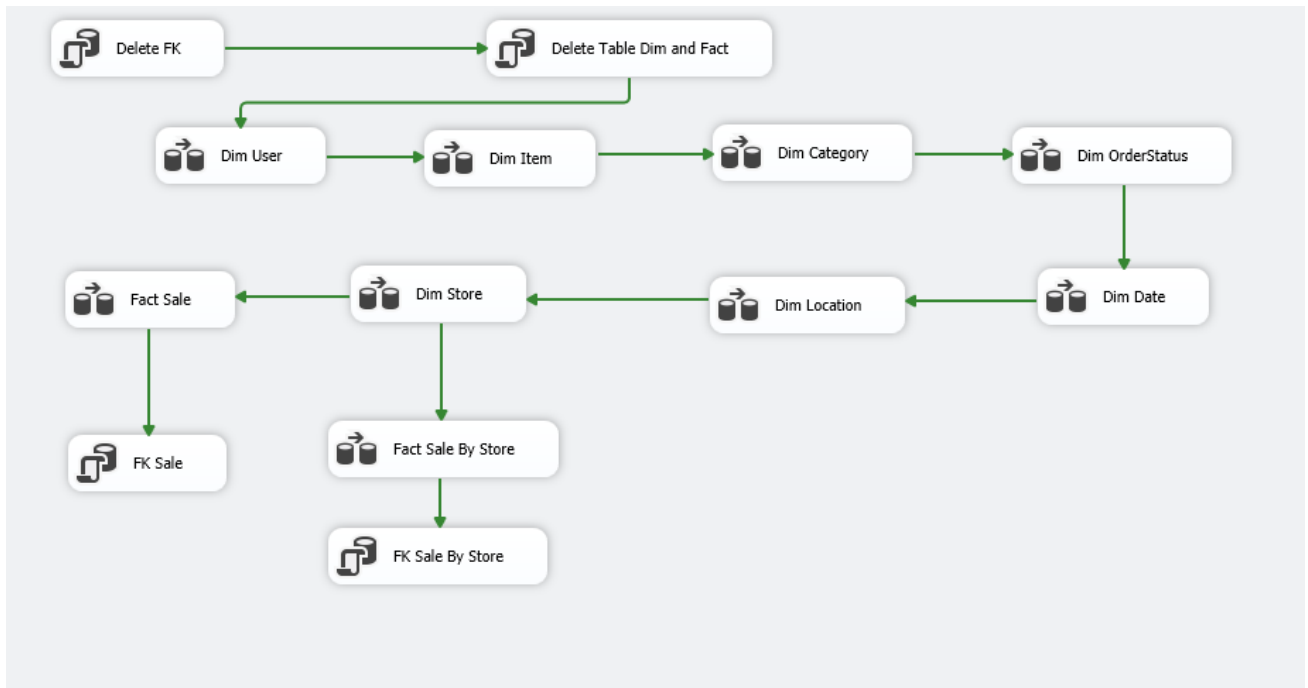 Delete FK
Delete Table Dim and Fact
Dim User
Dim Item
Dim Category
Dim OrderStatus
Fact Sale
Dim Store
Dim Location
Dim Date
FK Sale
Fact Sale By Store
FK Sale By Store